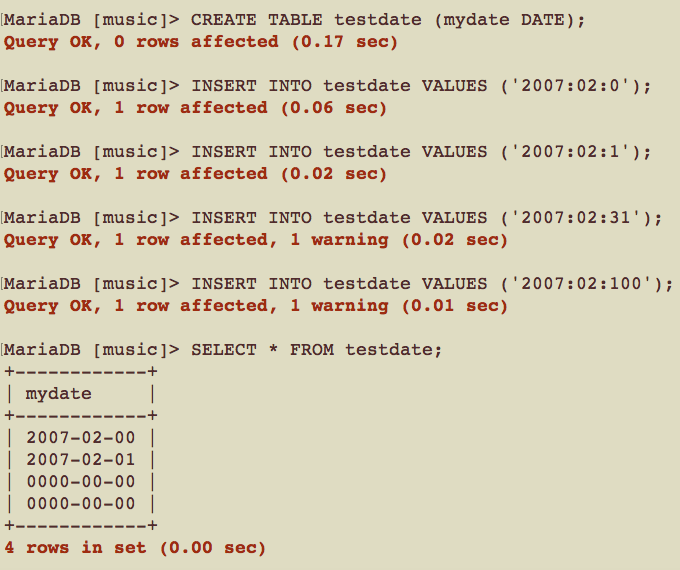 MariaDB [music]> CREATE TABLE testdate (mydate DATE);
Query OK, 0 rows affected (0.17 sec)
MariaDB [music]> INSERT INTO testdate VALUES ('2007:02:0');
Query OK, 1 row affected (0.06 sec)
MariaDB [music]> INSERT INTO testdate VALUES ('2007:02:1');
Query OK, 1 row affected (0.02 sec)
MariaDB [music]> INSERT INTO testdate VALUES ('2007:02:31');
Query OK, 1 row affected, 1 warning (0.02 sec)
MariaDB [music]> INSERT INTO testdate VALUES ('2007:02:100');
Query OK, 1 row affected, 1 warning (0.01 sec)
MariaDB [music]> SELECT * FROM testdate;
+------------+
| mydate     |
+------------+
| 2007-02-00 |
| 2007-02-01 |
| 0000-00-00 |
| 0000-00-00 |
+------------+
4 rows in set (0.00 sec)